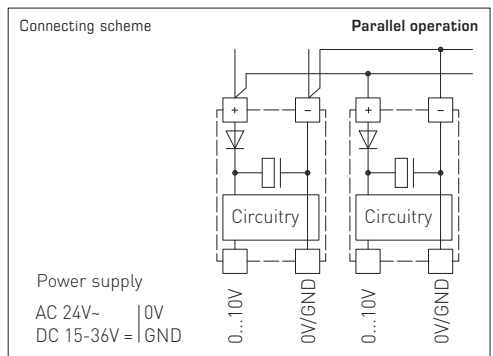 Connecting scheme
Parallel operation
+
−
+
−
Circuitry
Circuitry
Power supply
AC 24V~ | 0V
DC 15-36V = | GND
0...10V
0V/GND
0...10V
0V/GND